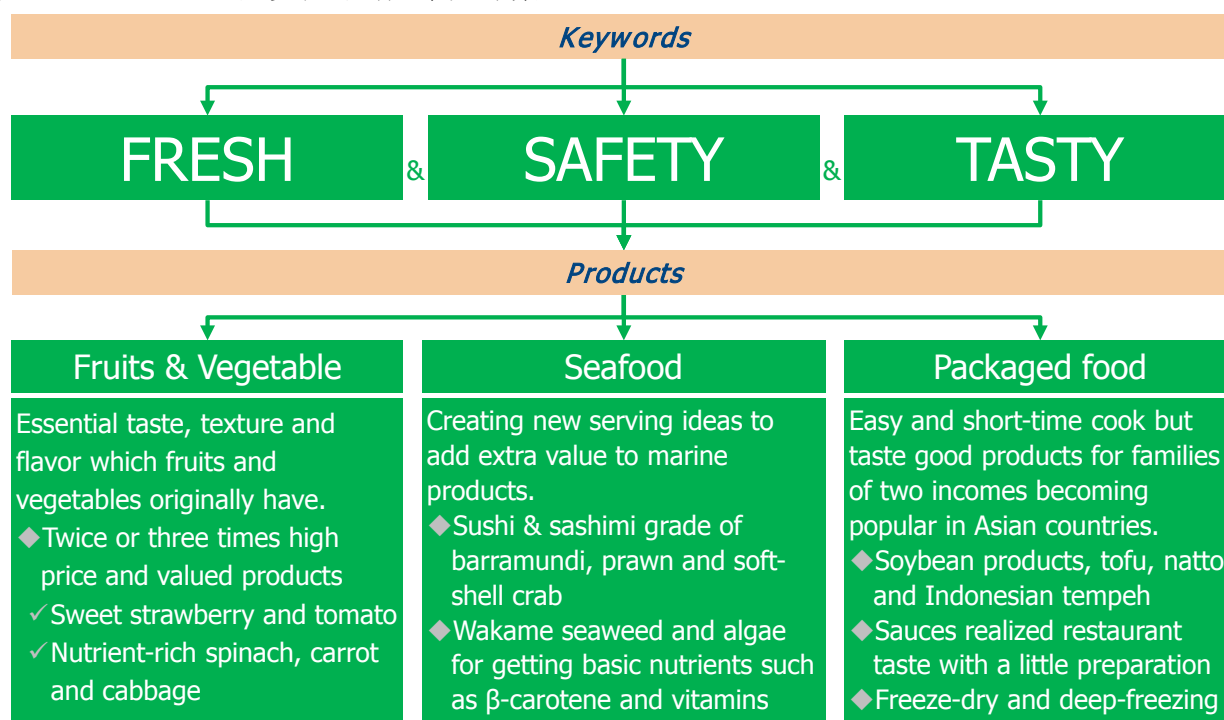 Keywords
FRESH & SAFETY & TASTY
Products
Fruits & Vegetable
Essential taste, texture and
flavor which fruits and
vegetables originally have.
◆Twice or three times high
price and valued products
✓Sweet strawberry and tomato
✓Nutrient-rich spinach, carrot
and cabbage
Seafood
Creating new serving ideas to
add extra value to marine
products.
◆Sushi & sashimi grade of
barramundi, prawn and soft-
shell crab
◆Wakame seaweed and algae
for getting basic nutrients such
as β-carotene and vitamins
Packaged food
Easy and short-time cook but
taste good products for families
of two incomes becoming
popular in Asian countries.
◆Soybean products, tofu, natto
and Indonesian tempeh
◆Sauces realized restaurant
taste with a little preparation
◆Freeze-dry and deep-freezing